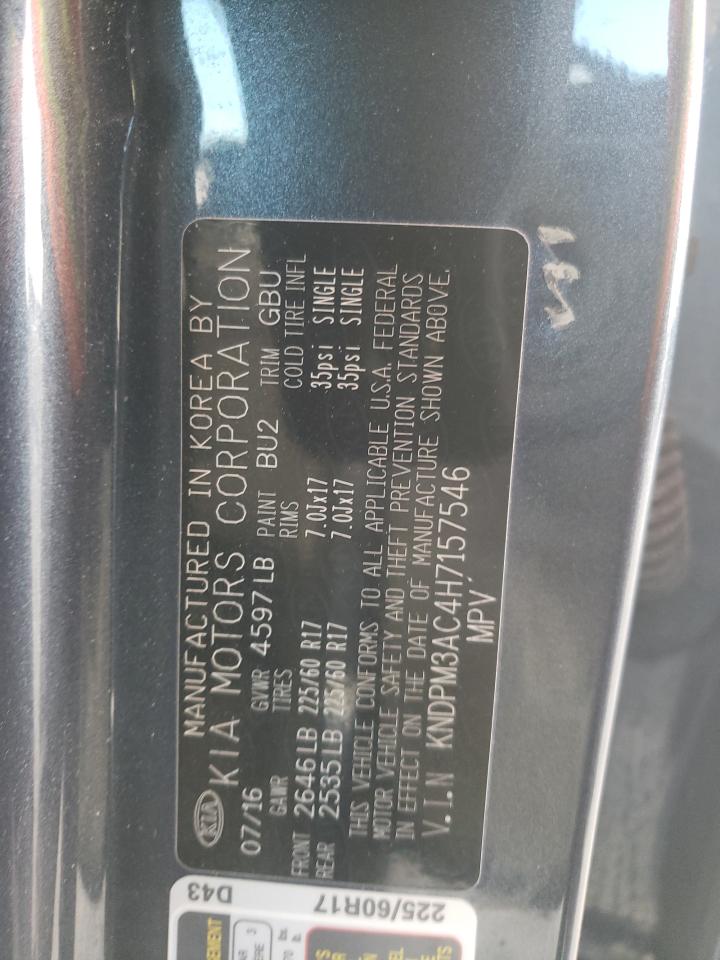 MANUFACTURED IN KOREA BY
KIA KIA MOTORS CORPORATION
07/16 GVWR 4597LB PAINT BU2 TRIM GBU
GAWR TIRES RIMS COLD TIRE INFL
FRONT 2646LB 225/60 R17 7.0Jx17 35psi SINGLE
REAR 2535LB 225/60 R17 7.0Jx17 35psi SINGLE
THIS VEHICLE CONFORMS TO ALL APPLICABLE U.S.A. FEDERAL
MOTOR VEHICLE SAFETY AND THEFT PREVENTION STANDARDS
IN EFFECT ON THE DATE OF MANUFACTURE SHOWN ABOVE.
V.I.N KNDPM3AC4H7157546
MPV
D43
225/60R17